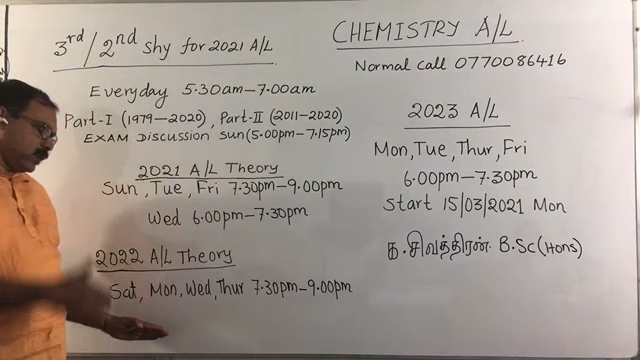 3rd/2nd shy for 2021 A/L
Everyday 5.30am-7.00am
Part-I (1979-2020), Part-II (2011-2020)
EXAM Discussion Sun(5.00pm-7.15pm)
2021 A/L Theory
Sun, Tue, Fri 7.30pm-9.00pm
Wed 6.00pm-7.30pm
2022 A/L Theory
Sat, Mon, Wed, Thur 7.30pm-9.00pm
CHEMISTRY A/L
Normal call 0770086416
2023 A/L
Mon, Tue, Thur, Fri
6.00pm-7.30pm
Start 15/03/2021 Mon
த.சிவத்திரன். B.Sc(Hons)